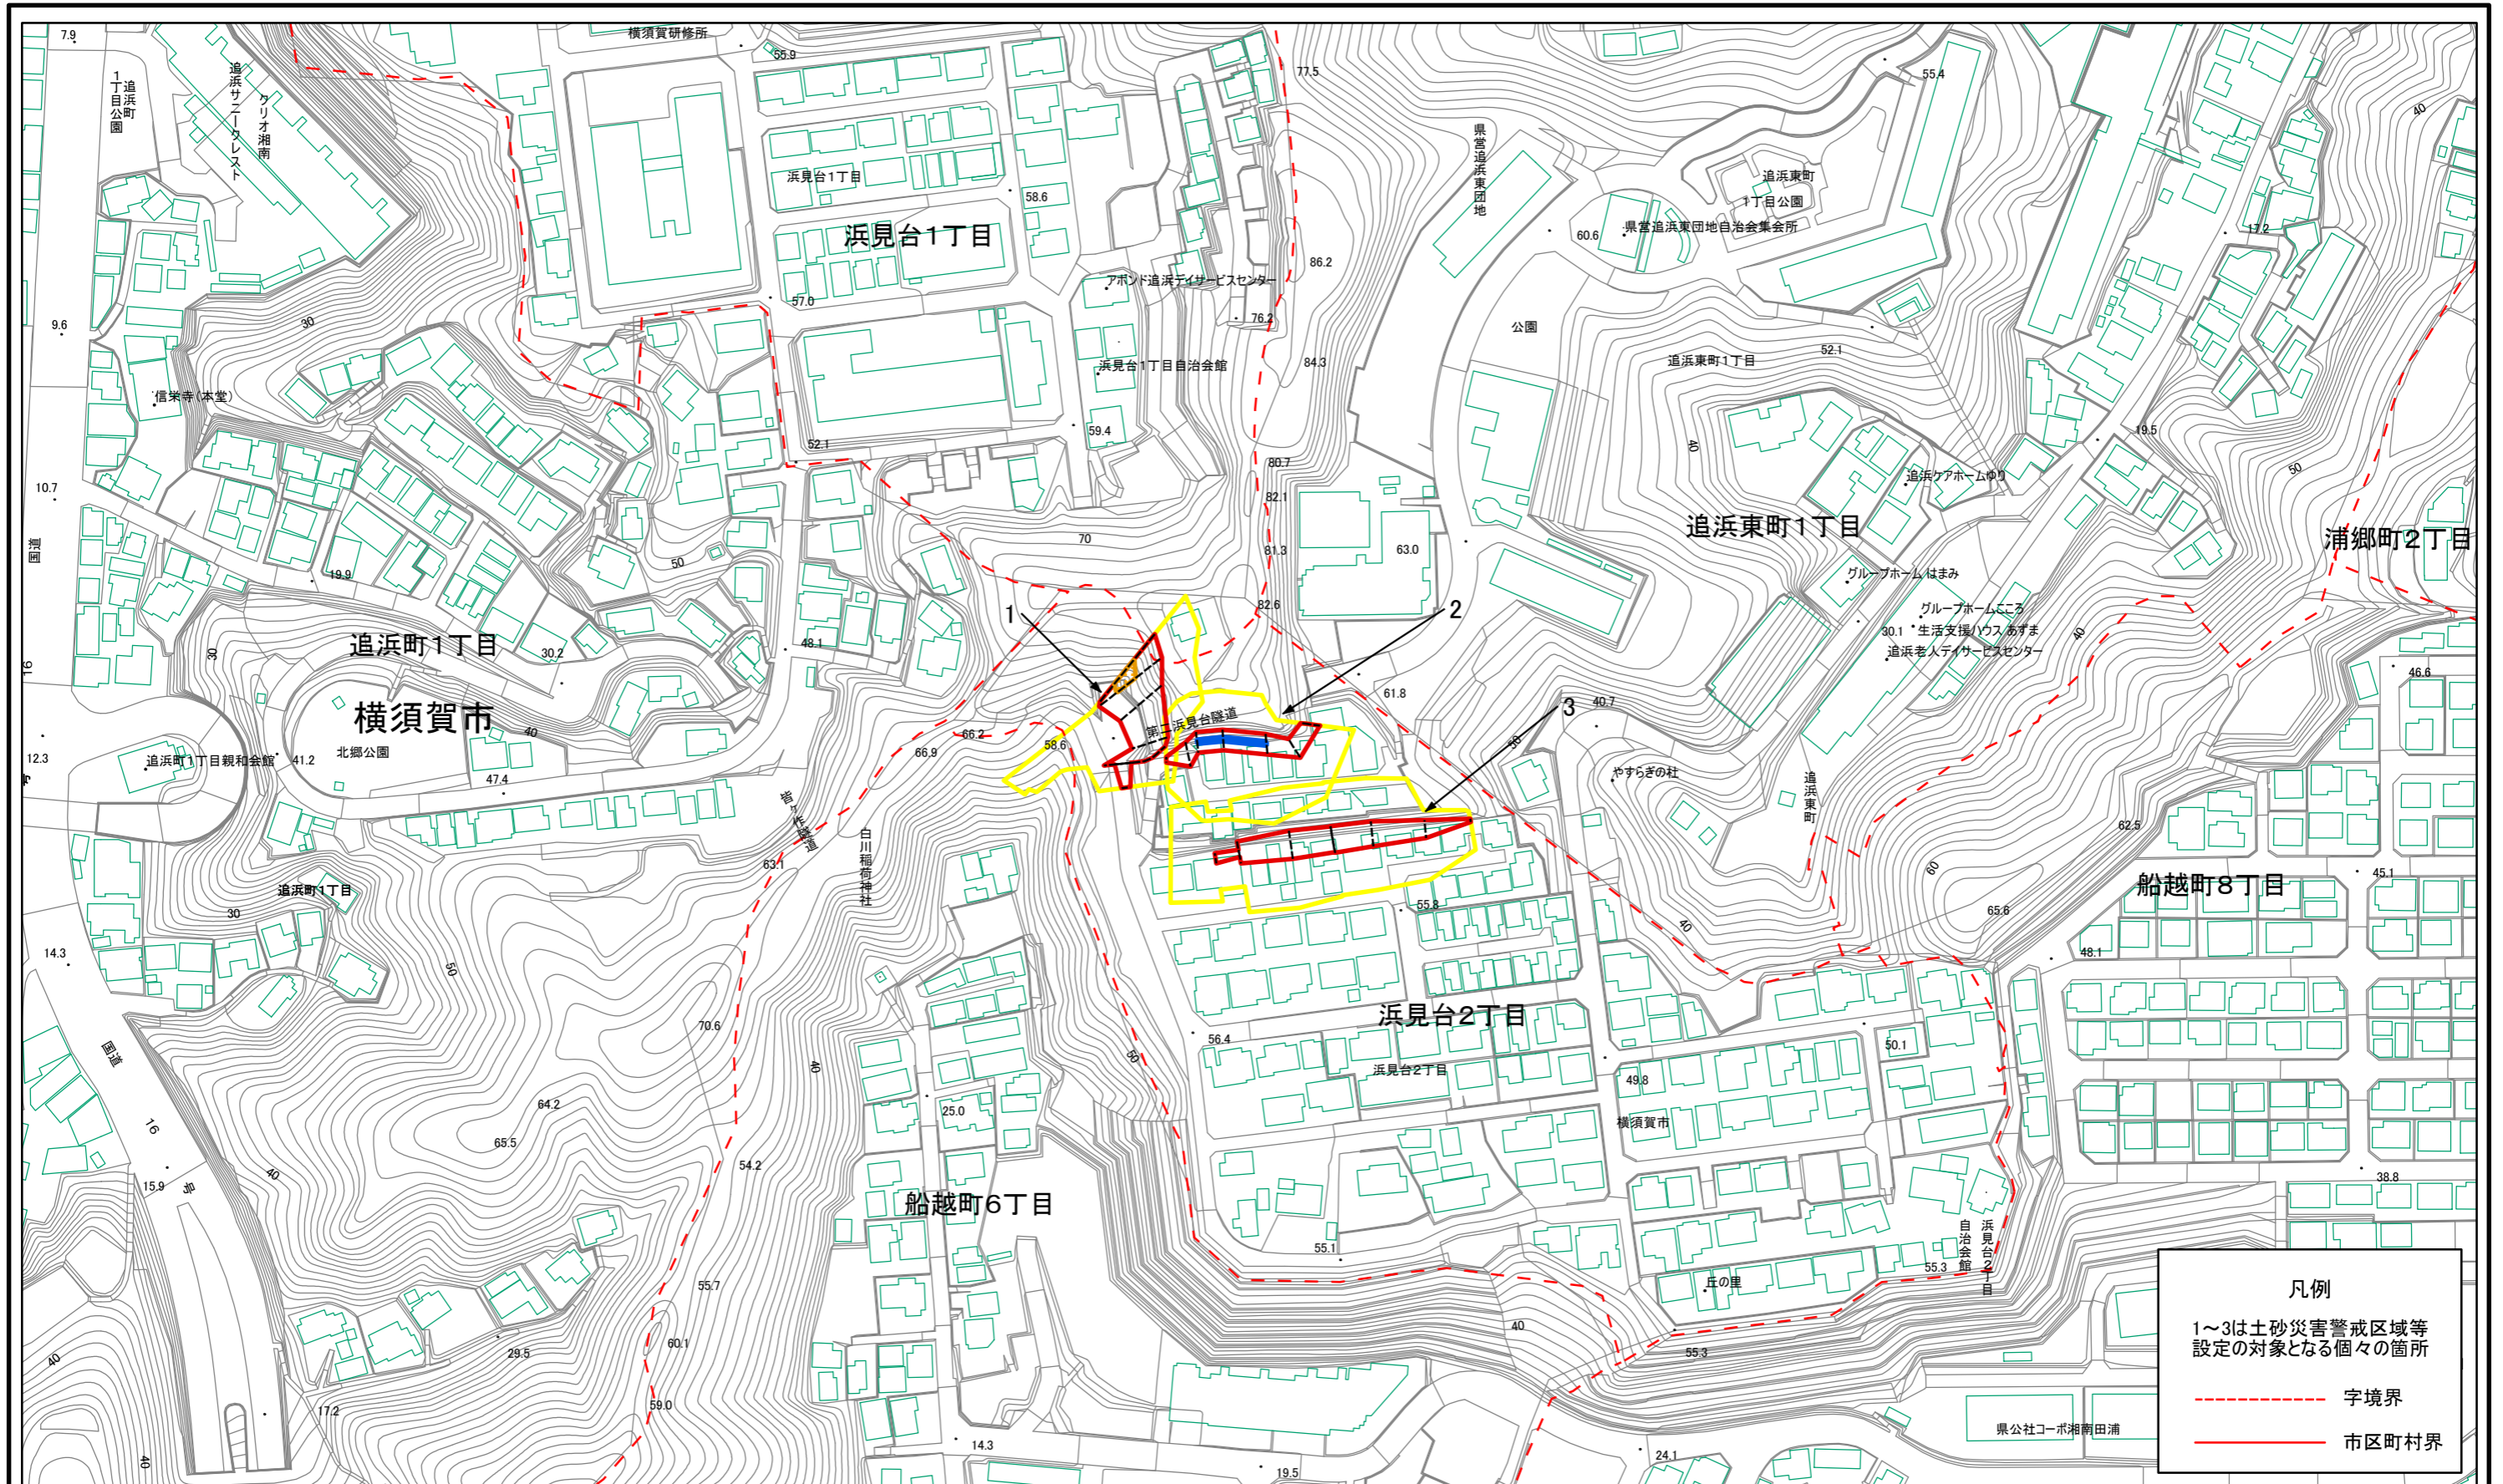 7.9
横須賀研修所
55.9
77.5
55.4
40
追浜町
1丁目公園
追浜サニークレスト
クリオ湘南
県営追浜東団地
浜見台1丁目
58.6
追浜東町
1丁目公園
県営追浜東団地自治会集会所
60.6
17.2
浜見台1丁目
86.2
アボンド追浜デイサービスセンター
57.0
76.2
9.6
30
公園
84.3
浜見台1丁目自治会館
追浜東町1丁目
52.1
信栄寺(本堂)
59.4
52.1
40
19.5
80.7
50
10.7
82.1
追浜ケアホームゆり
追浜東町1丁目
浦郷町2丁目
国道
70
81.3
63.0
50
19.9
グループホーム はまみ
1
82.6
2
グループホームこころ
30.1
生活支援ハウス あずま
40
追浜町1丁目
30
30.2
48.1
追浜老人デイサービスセンター
16
46.6
61.8
横須賀市
40
第二浜見台隧道
3
40.7
66.2
58.6
50
北郷公園
66.9
12.3
号
追浜町1丁目親和会館
41.2
47.4
やすらぎの杜
追浜東町
皆ヶ作隧道
白川稲荷神社
62.5
63.1
60
45.1
追浜町1丁目
船越町8丁目
30
55.8
65.6
40
14.3
50
48.1
70.6
浜見台2丁目
56.4
国道
50
50.1
40
浜見台2丁目
49.8
64.2
25.0
65.5
横須賀市
16
54.2
40
15.9
号
38.8
船越町6丁目
浜見台2丁目
自治会館
55.1
55.3
55.7
丘の里
凡例
40
1～3は土砂災害警戒区域等
設定の対象となる個々の箇所
60.1
29.5
40
55.3
字境界
59.0
17.2
県公社コーポ湘南田浦
市区町村界
14.3
24.1
40
19.5